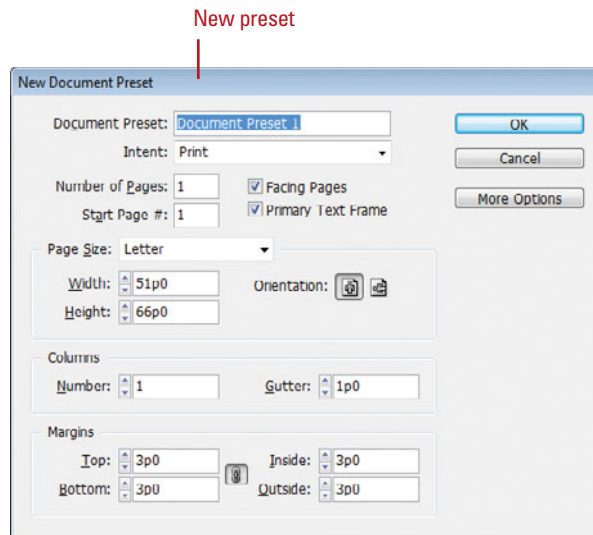 New preset
New Document Preset
Document Preset: Document Preset 1
OK
Intent: Print
Cancel
Number of Pages: 1
Facing Pages
More Options
Start Page #: 1
Primary Text Frame
Page Size: Letter
Width: 51p0
Orientation:
Height: 66p0
Columns
Number: 1
Gutter: 1p0
Margins
Top: 3p0
Inside: 3p0
Bottom: 3p0
Outside: 3p0